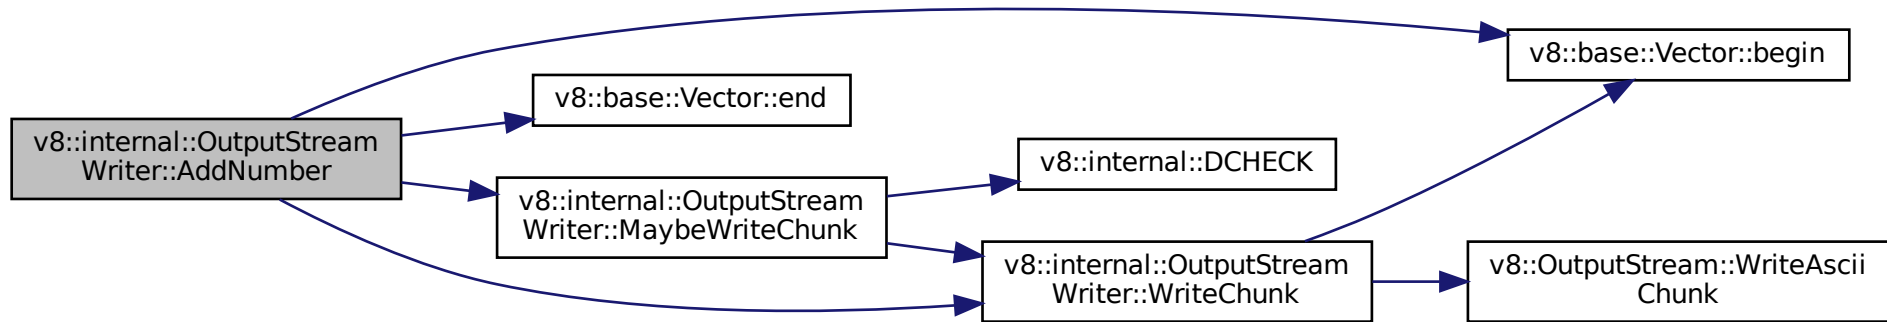 v8::internal::OutputStream
Writer::AddNumber
v8::base::Vector::begin
v8::base::Vector::end
v8::internal::OutputStream
Writer::MaybeWriteChunk
v8::internal::DCHECK
v8::internal::OutputStream
Writer::WriteChunk
v8::OutputStream::WriteAscii
Chunk